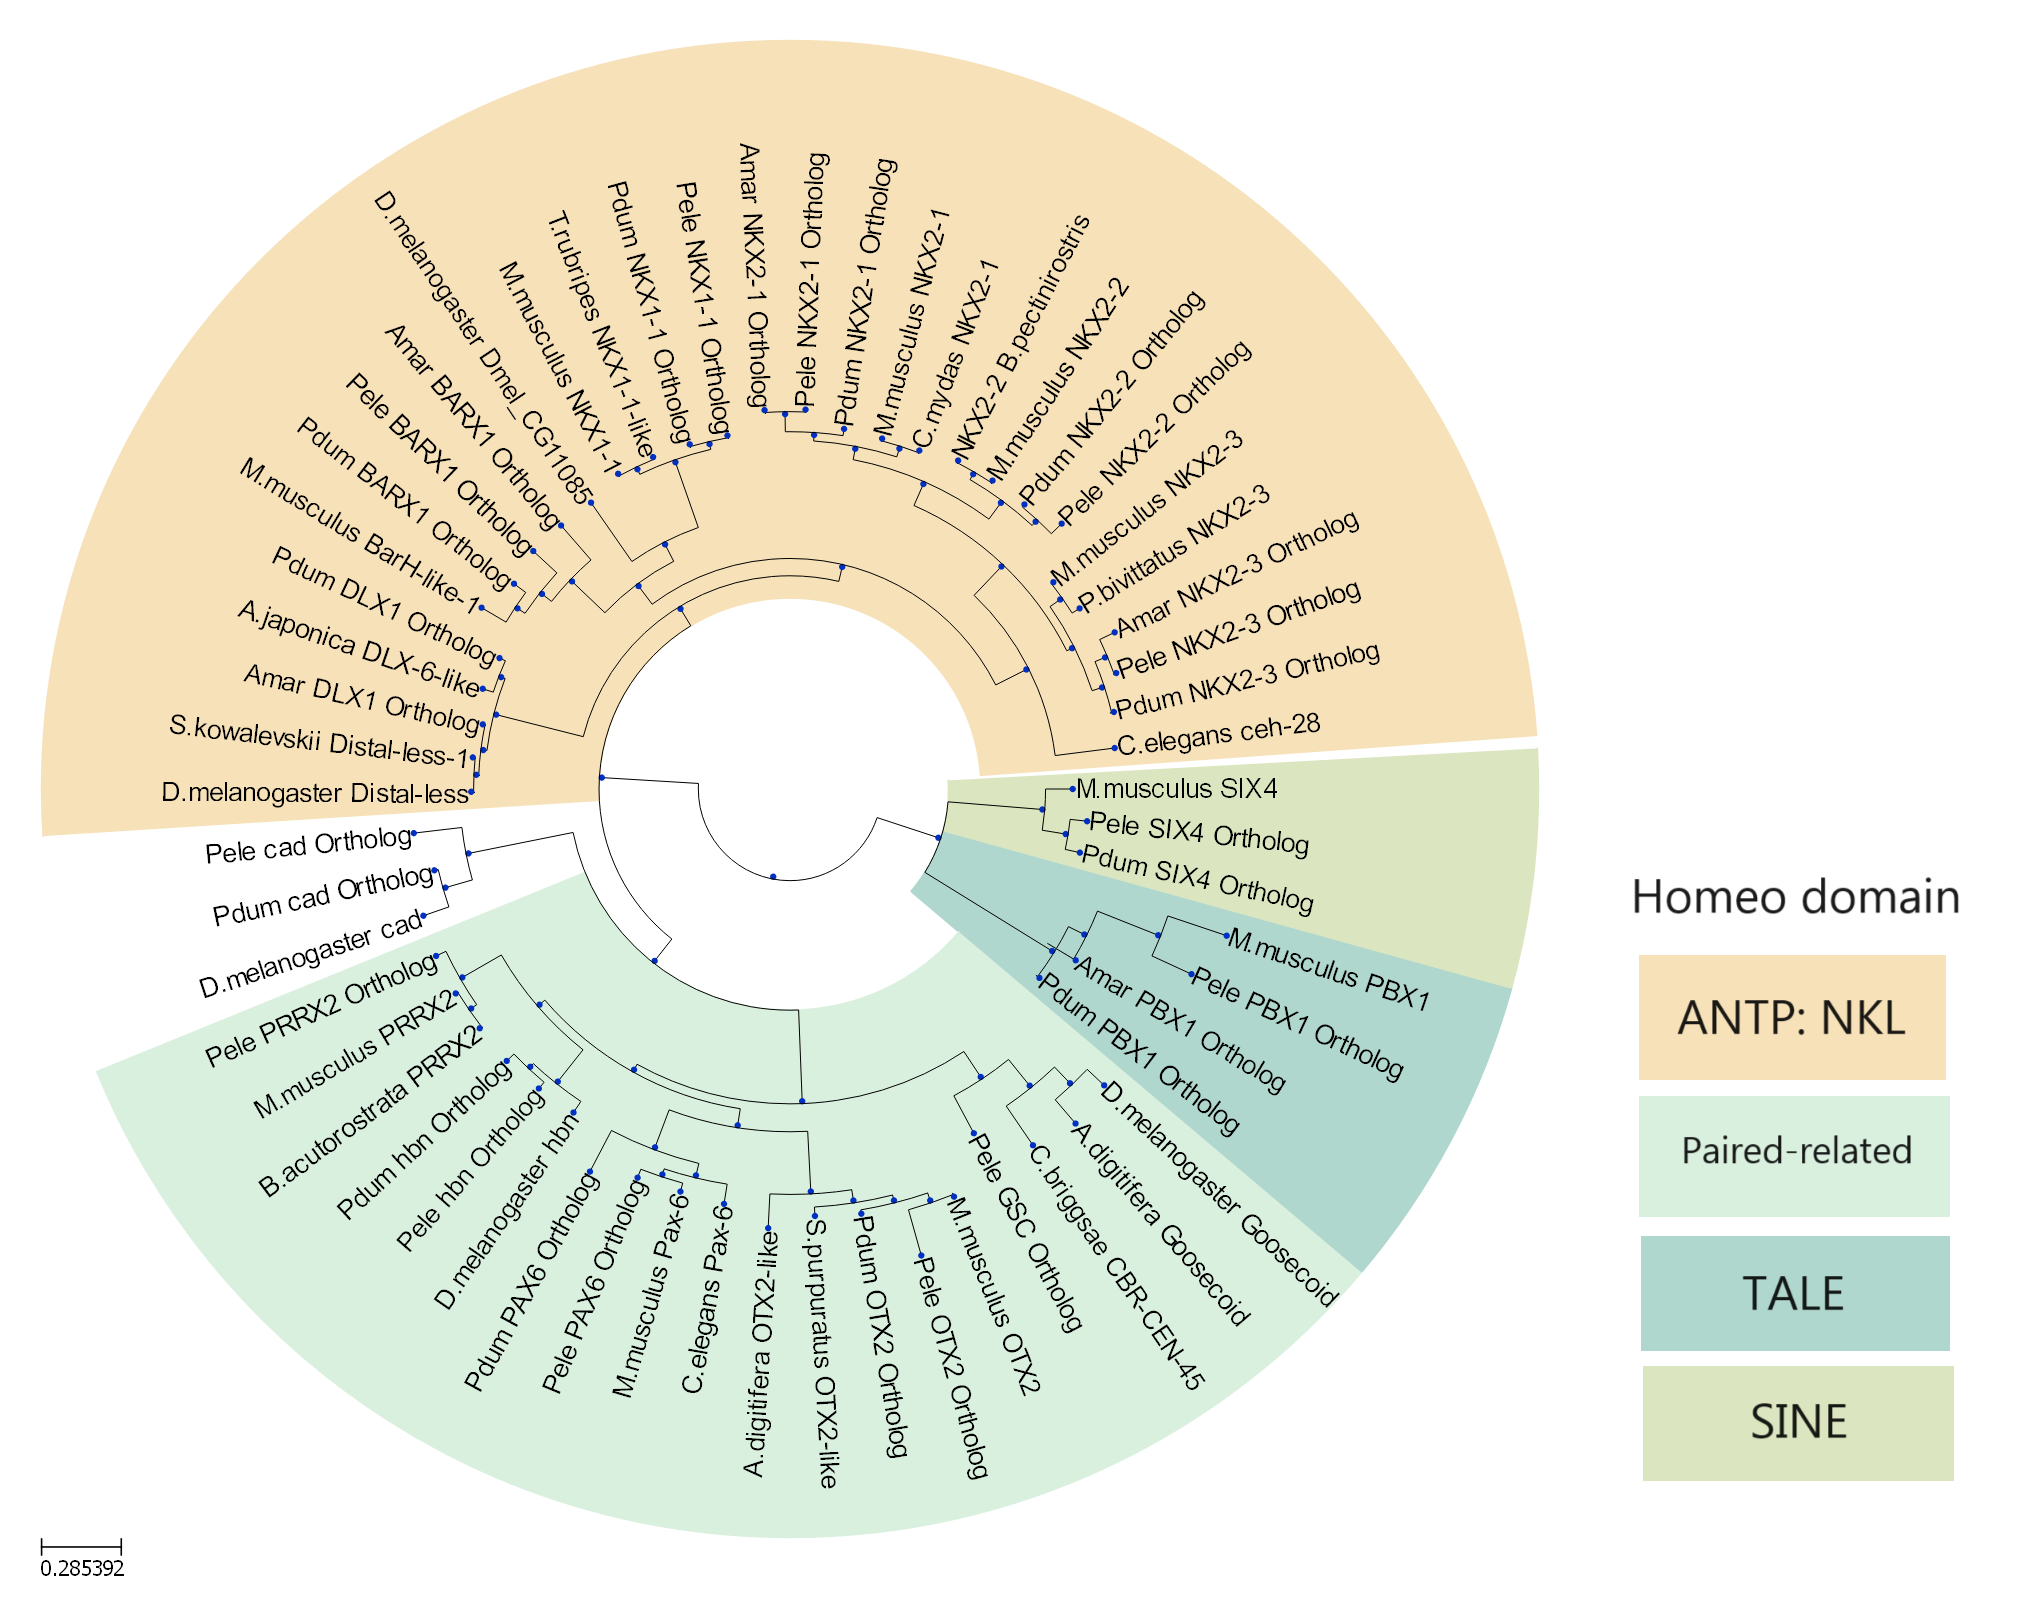 Amar NKX2-1 Ortholog
Pele NKX2-1 Ortholog
Pdum NKX2-1 Ortholog
M.musculus NKX2-1
C.mydas NKX2-1
NKX2-2 B.pectinirostris
M.musculus NKX2-2
Pdum NKX2-2 Ortholog
Pele NKX2-2 Ortholog
M.musculus NKX2-3
P.bivittatus NKX2-3
Amar NKX2-3 Ortholog
Pele NKX2-3 Ortholog
Pdum NKX2-3 Ortholog
C.elegans ceh-28
M.musculus SIX4
Pele SIX4 Ortholog
Pdum SIX4 Ortholog
M.musculus PBX1
Pele PBX1 Ortholog
Amar PBX1 Ortholog
Pdum PBX1 Ortholog
D.melanogaster Goosecoid
A.digitifera Goosecoid
C.briggsae CBR-CEN-45
Pele GSC Ortholog
M.musculus OTX2
Pele OTX2 Ortholog
Pdum OTX2 Ortholog
S.purpuratus OTX2-like
A.digitifera OTX2-like
C.elegans Pax-6
M.musculus Pax-6
Pele PAX6 Ortholog
Pdum PAX6 Ortholog
D.melanogaster hbn
Pele hbn Ortholog
Pdum hbn Ortholog
B.acutorostrata PRRX2
M.musculus PRRX2
Pele PRRX2 Ortholog
D.melanogaster cad
Pdum cad Ortholog
Pele cad Ortholog
D.melanogaster Distal-less
S.kowalevskii Distal-less-1
Amar DLX1 Ortholog
A.japonica DLX-6-like
Pdum DLX1 Ortholog
M.musculus BarH-like-1
Pdum BARX1 Ortholog
Pele BARX1 Ortholog
Amar BARX1 Ortholog
D.melanogaster Dmel_CG11085
M.musculus NKX1-1
T.rubripes NKX1-1-like
Pdum NKX1-1 Ortholog
Pele NKX1-1 Ortholog
Homeo domain
ANTP: NKL
Paired-related
TALE
SINE
0.285392